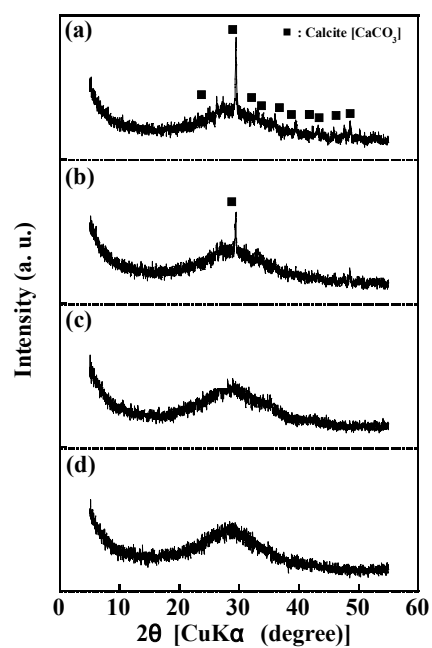 (a)
■ : Calcite [CaCO3]
(b)
(c)
(d)
Intensity (a. u.)
0 10 20 30 40 50 60
2θ [CuKα (degree)]